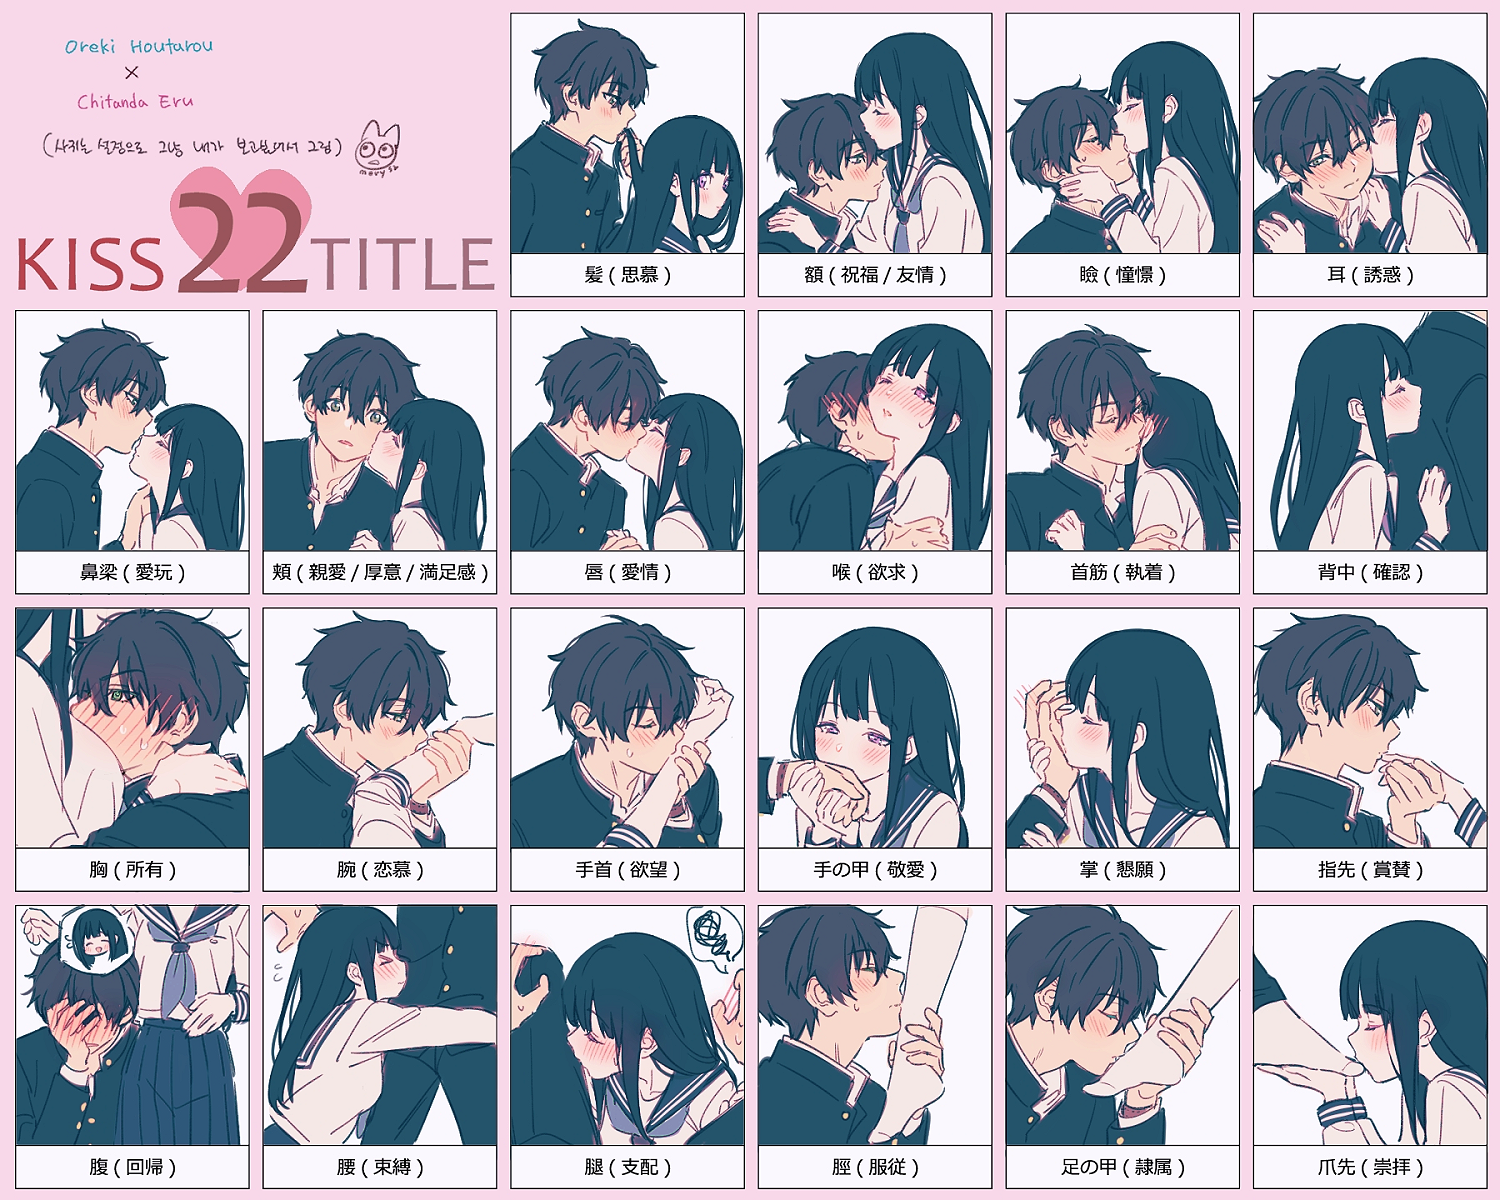 Oreki Houtarou
×
Chitanda Eru
(사귀는 설정으로 그냥 내가 보고싶어서 그림)
mery
KISS 22 TITLE
髪 ( 思慕 )
額 ( 祝福 / 友情 )
瞼 ( 憧憬 )
耳 ( 誘惑 )
鼻梁 ( 愛玩 )
頬 ( 親愛 / 厚意 / 満足感 )
唇 ( 愛情 )
喉 ( 欲求 )
首筋 ( 執着 )
背中 ( 確認 )
胸 ( 所有 )
腕 ( 恋慕 )
手首 ( 欲望 )
手の甲 ( 敬愛 )
掌 ( 懇願 )
指先 ( 賞賛 )
腹 ( 回帰 )
腰 ( 束縛 )
腿 ( 支配 )
脛 ( 服従 )
足の甲 ( 隷属 )
爪先 ( 崇拝 )